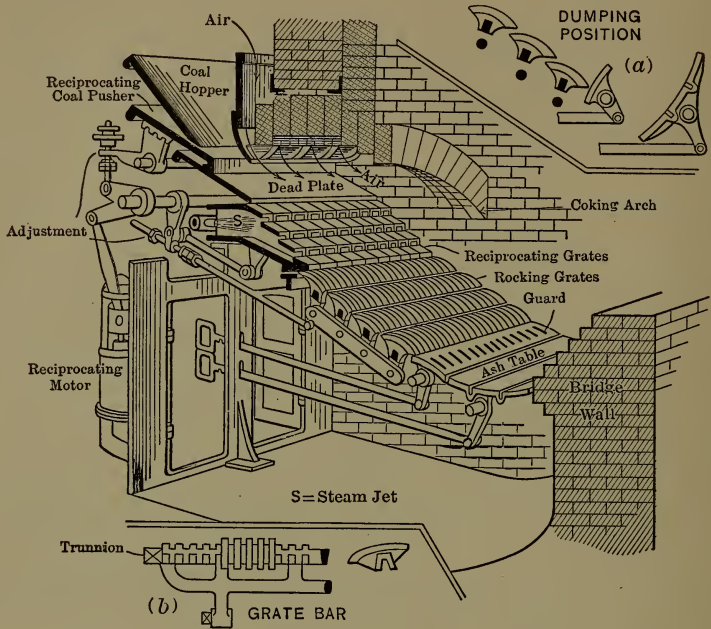 Air
DUMPING
POSITION
(a)
Coal
Hopper
Air
Reciprocating
Coal Pusher
Dead Plate
Air
Coking Arch
Adjustment
S
Reciprocating Grates
Rocking Grates
Guard
Ash Table
Reciprocating
Motor
Bridge
Wall
S=Steam Jet
Trunnion
(b)
GRATE BAR